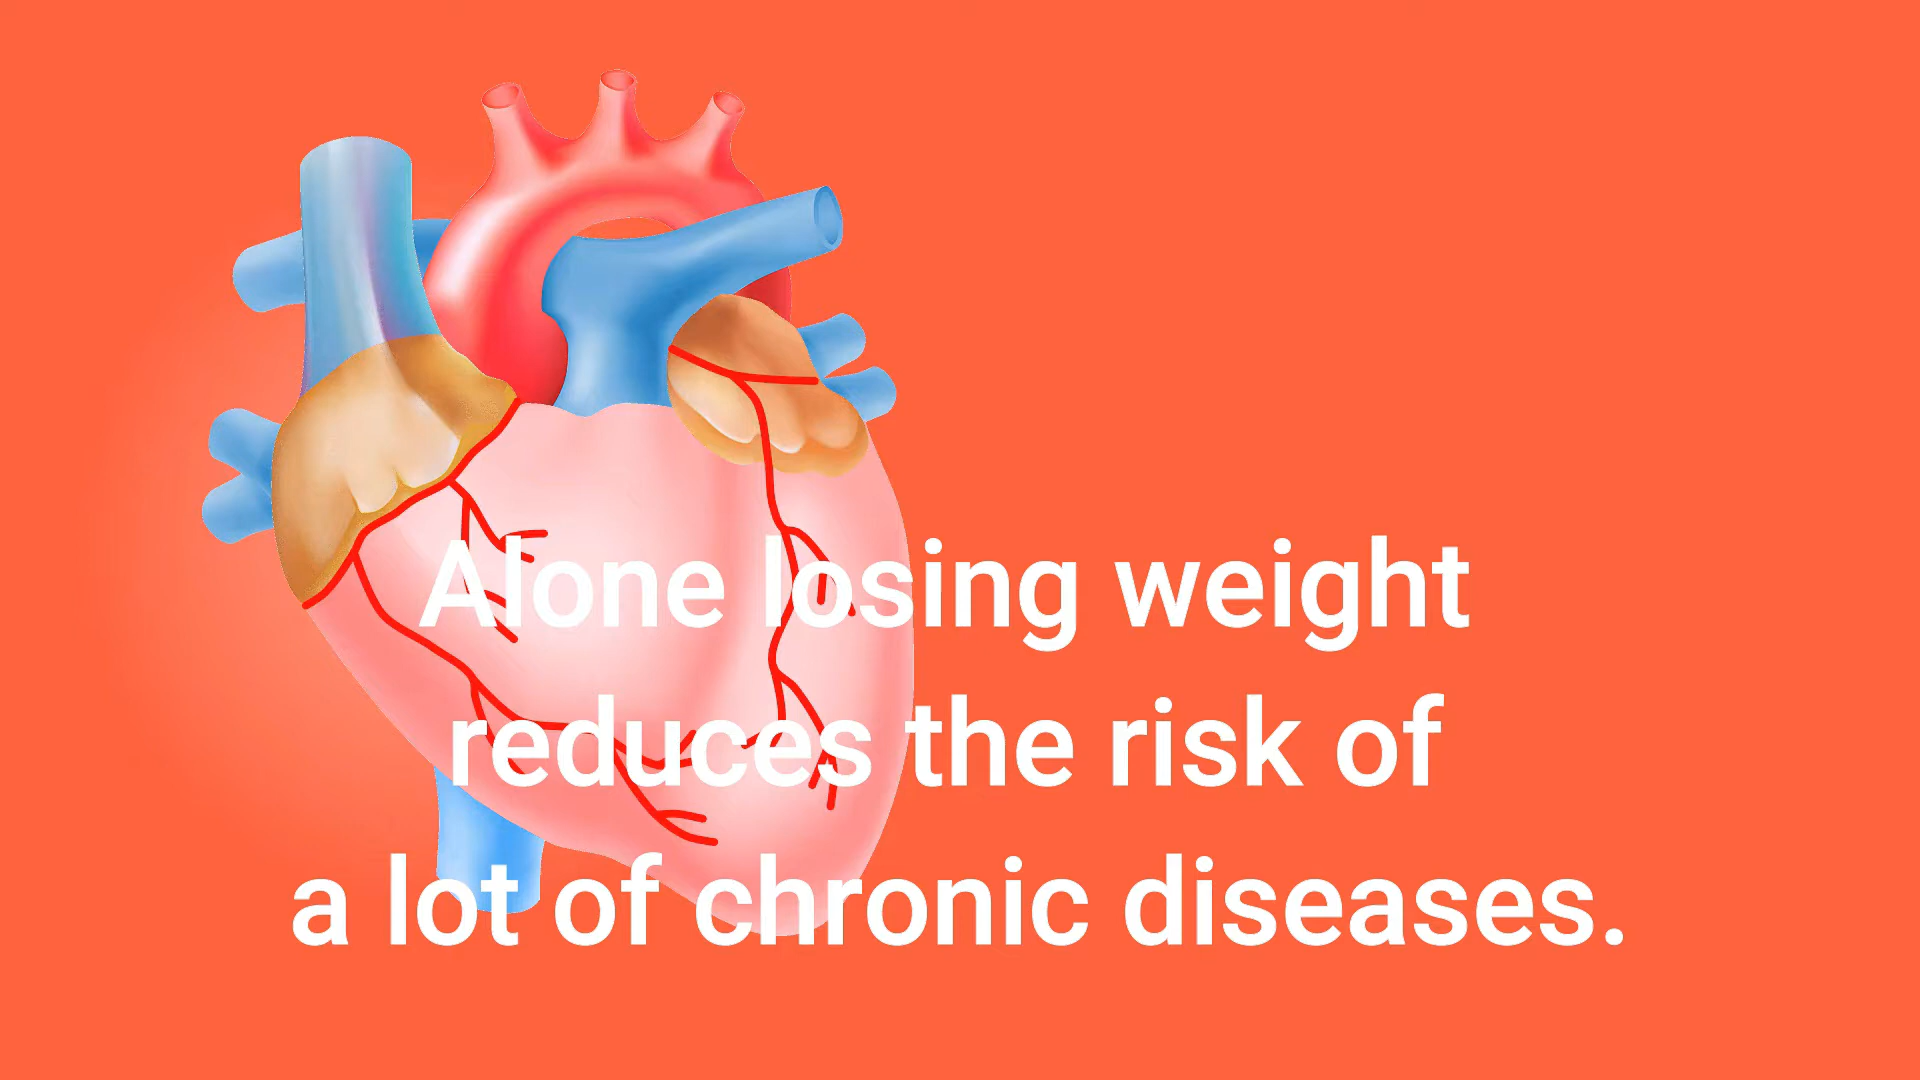 Alone losing weight
reduces the risk of
a lot of chronic diseases.